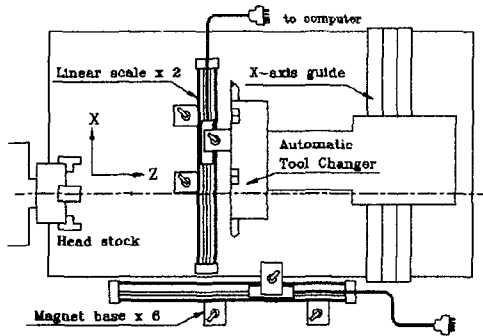 to computer
Linear scale x 2
X-axis guide
X
Automatic
Tool Changer
Z
Head stock
Magnet base x 6